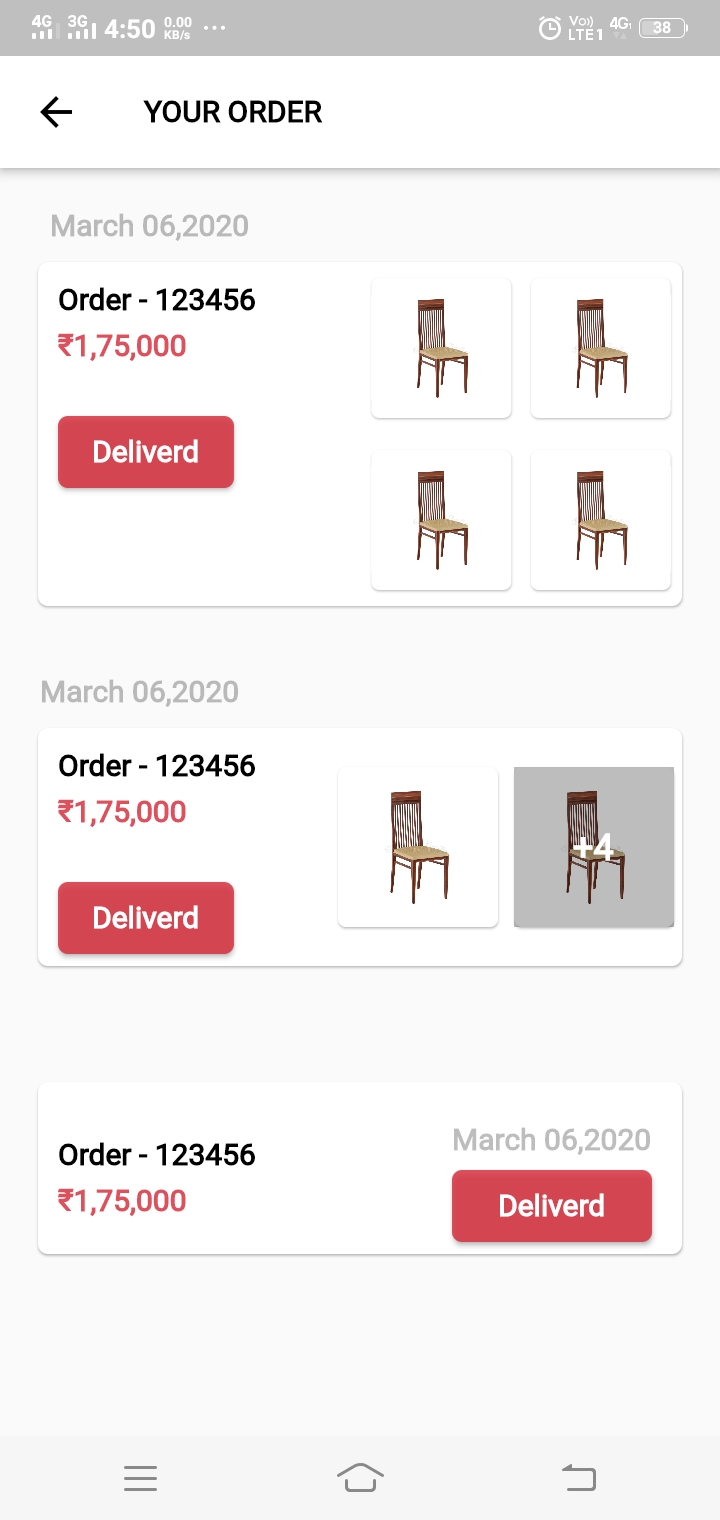 4G 3G 4:50 0.00 KB/s ... Vo)) LTE1 4G 38
YOUR ORDER
March 06,2020
Order - 123456
₹1,75,000
Deliverd
March 06,2020
Order - 123456
₹1,75,000
+4
Deliverd
March 06,2020
Order - 123456
₹1,75,000
Deliverd